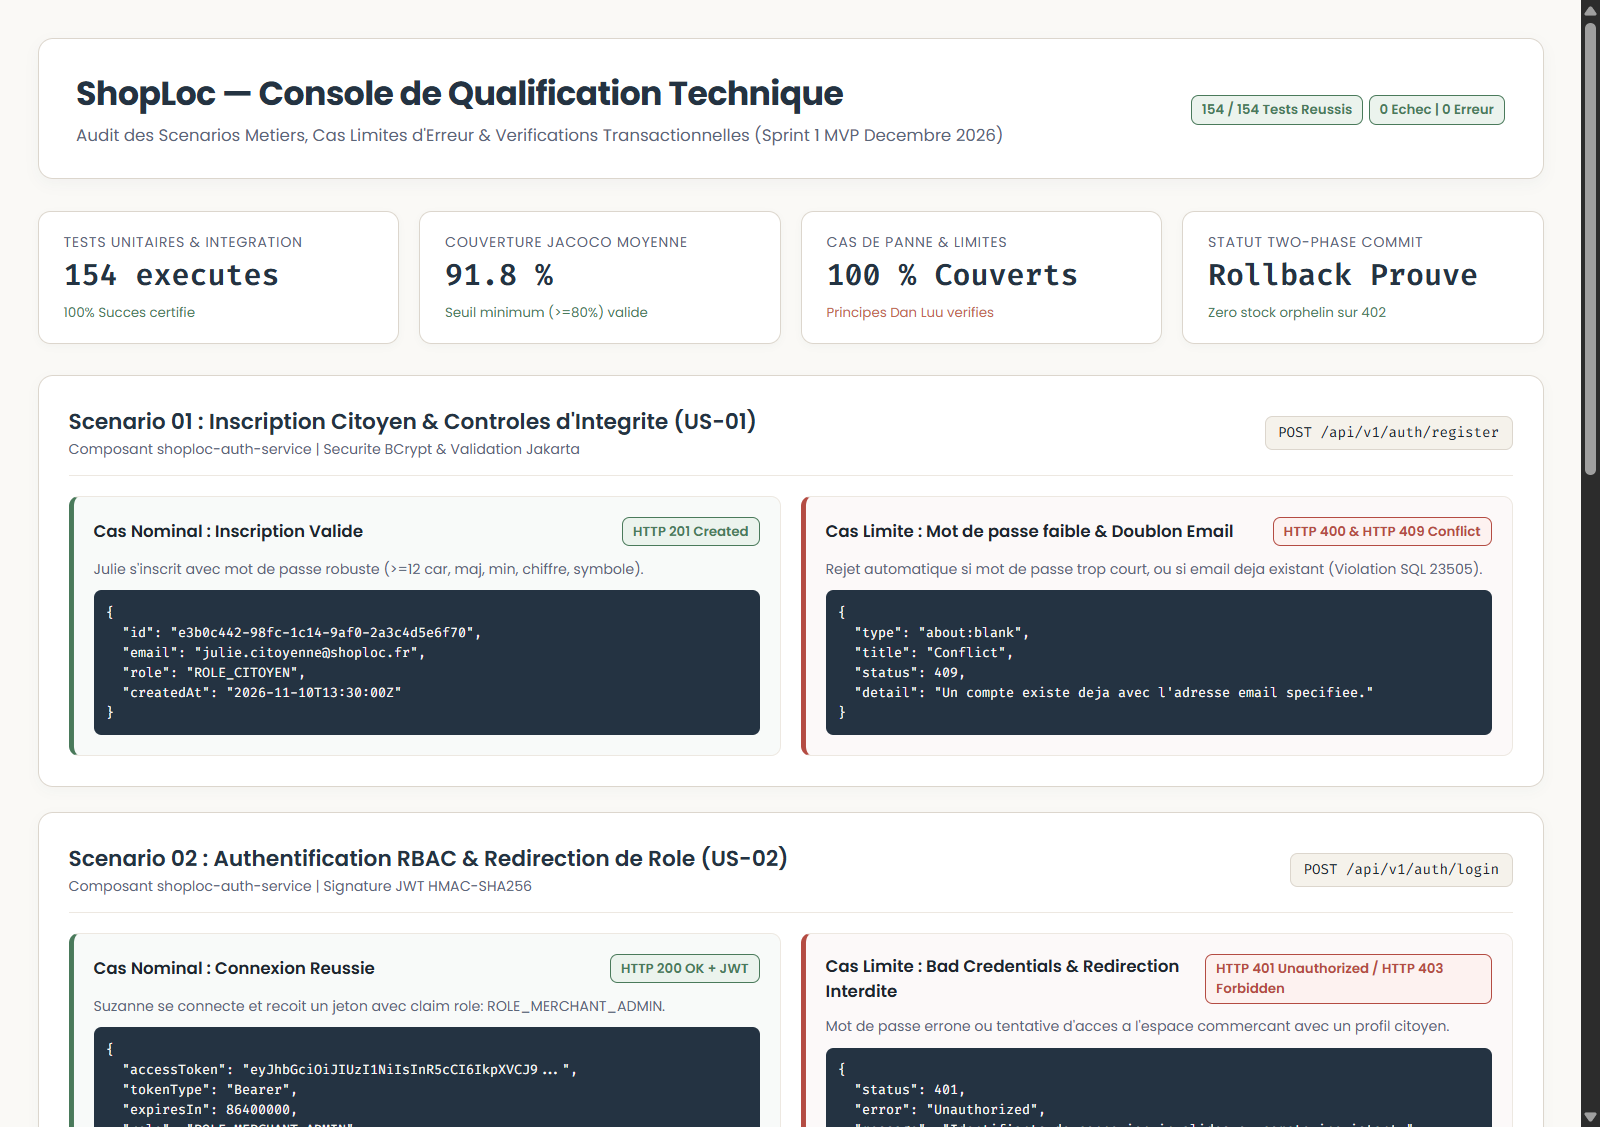 ShopLoc — Console de Qualification Technique
Audit des Scenarios Metiers, Cas Limites d'Erreur & Verifications Transactionnelles (Sprint 1 MVP Decembre 2026)
154 / 154 Tests Reussis
0 Echec | 0 Erreur
TESTS UNITAIRES & INTEGRATION
154 executes
100% Succes certifie
COUVERTURE JACOCO MOYENNE
91.8 %
Seuil minimum (>=80%) valide
CAS DE PANNE & LIMITES
100 % Couverts
Principes Dan Luu verifies
STATUT TWO-PHASE COMMIT
Rollback Prouve
Zero stock orphelin sur 402
Scenario 01 : Inscription Citoyen & Controles d'Integrite (US-01)
Composant shoploc-auth-service | Securite BCrypt & Validation Jakarta
POST /api/v1/auth/register
Cas Nominal : Inscription Valide
HTTP 201 Created
Julie s'inscrit avec mot de passe robuste (>=12 car, maj, min, chiffre, symbole).
{
"id": "e3b0c442-98fc-1c14-9af0-2a3c4d5e6f70",
"email": "julie.citoyenne@shoploc.fr",
"role": "ROLE_CITOYEN",
"createdAt": "2026-11-10T13:30:00Z"
}
Cas Limite : Mot de passe faible & Doublon Email
HTTP 400 & HTTP 409 Conflict
Rejet automatique si mot de passe trop court, ou si email deja existant (Violation SQL 23505).
{
"type": "about:blank",
"title": "Conflict",
"status": 409,
"detail": "Un compte existe deja avec l'adresse email specifiee."
}
Scenario 02 : Authentification RBAC & Redirection de Role (US-02)
Composant shoploc-auth-service | Signature JWT HMAC-SHA256
POST /api/v1/auth/login
Cas Nominal : Connexion Reussie
HTTP 200 OK + JWT
Suzanne se connecte et recoit un jeton avec claim role: ROLE_MERCHANT_ADMIN.
{
"accessToken": "eyJhbGciOiJIUzI1NiIsInR5cCI6IkpXVCJ9...",
"tokenType": "Bearer",
"expiresIn": 86400000,
Cas Limite : Bad Credentials & Redirection
Interdite
HTTP 401 Unauthorized / HTTP 403
Forbidden
Mot de passe errone ou tentative d'acces a l'espace commercant avec un profil citoyen.
{
"status": 401,
"error": "Unauthorized",